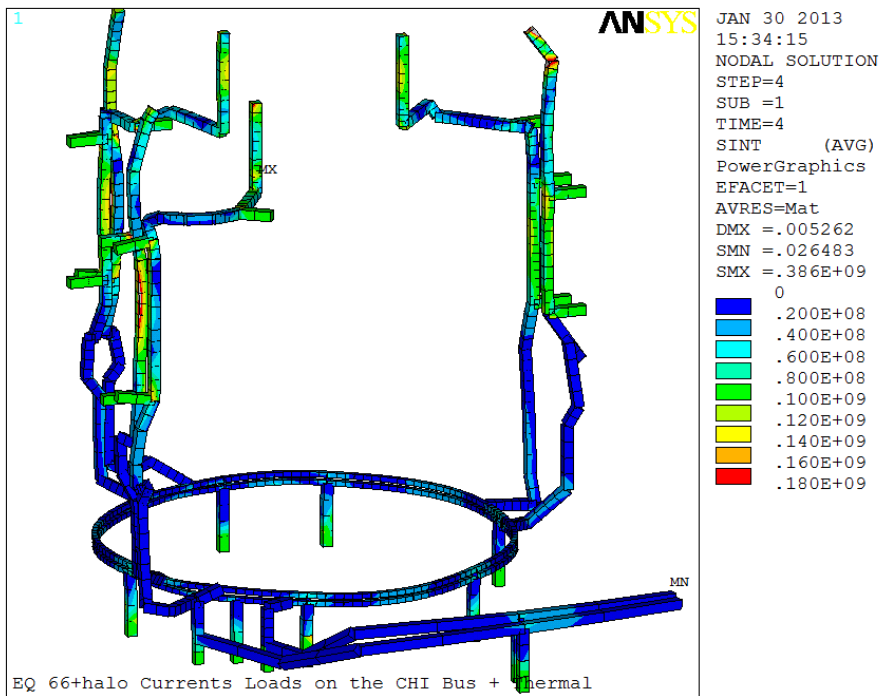 1
ANSYS
JAN 30 2013
15:34:15
NODAL SOLUTION
STEP=4
SUB =1
TIME=4
SINT (AVG)
PowerGraphics
EFACET=1
AVRES=Mat
DMX =.005262
SMN =.026483
SMX =.386E+09
0
.200E+08
.400E+08
.600E+08
.800E+08
.100E+09
.120E+09
.140E+09
.160E+09
.180E+09
MX
MN
EQ 66+halo Currents Loads on the CHI Bus + hermal